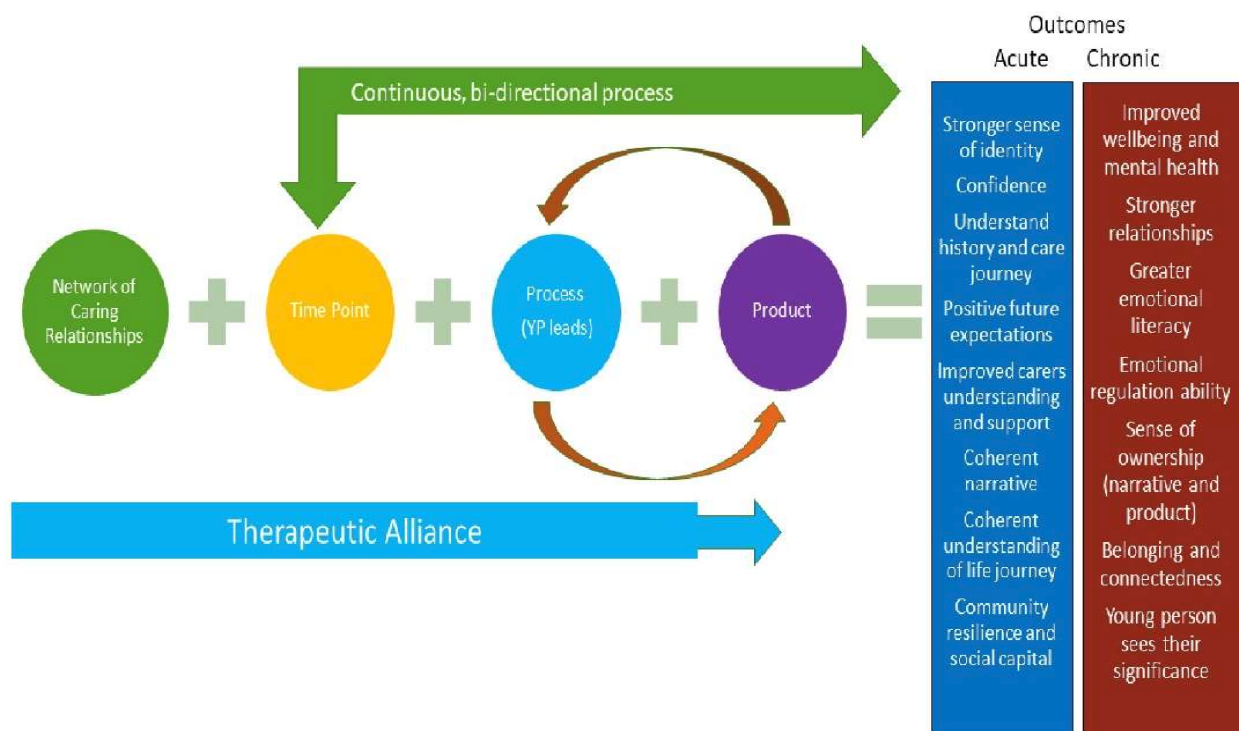 Outcomes
Acute
Chronic
Continuous, bi-directional process
Network of
Caring
Relationships
Time Point
Process
(YP leads)
Product
Therapeutic Alliance
Stronger sense
of identity
Confidence
Understand
history and care
journey
Positive future
expectations
Improved carers
understanding
and support
Coherent
narrative
Coherent
understanding
of life journey
Community
resilience and
social capital
Improved
wellbeing and
mental health
Stronger
relationships
Greater
emotional
literacy
Emotional
regulation ability
Sense of
ownership
(narrative and
product)
Belonging and
connectedness
Young person
sees their
significance